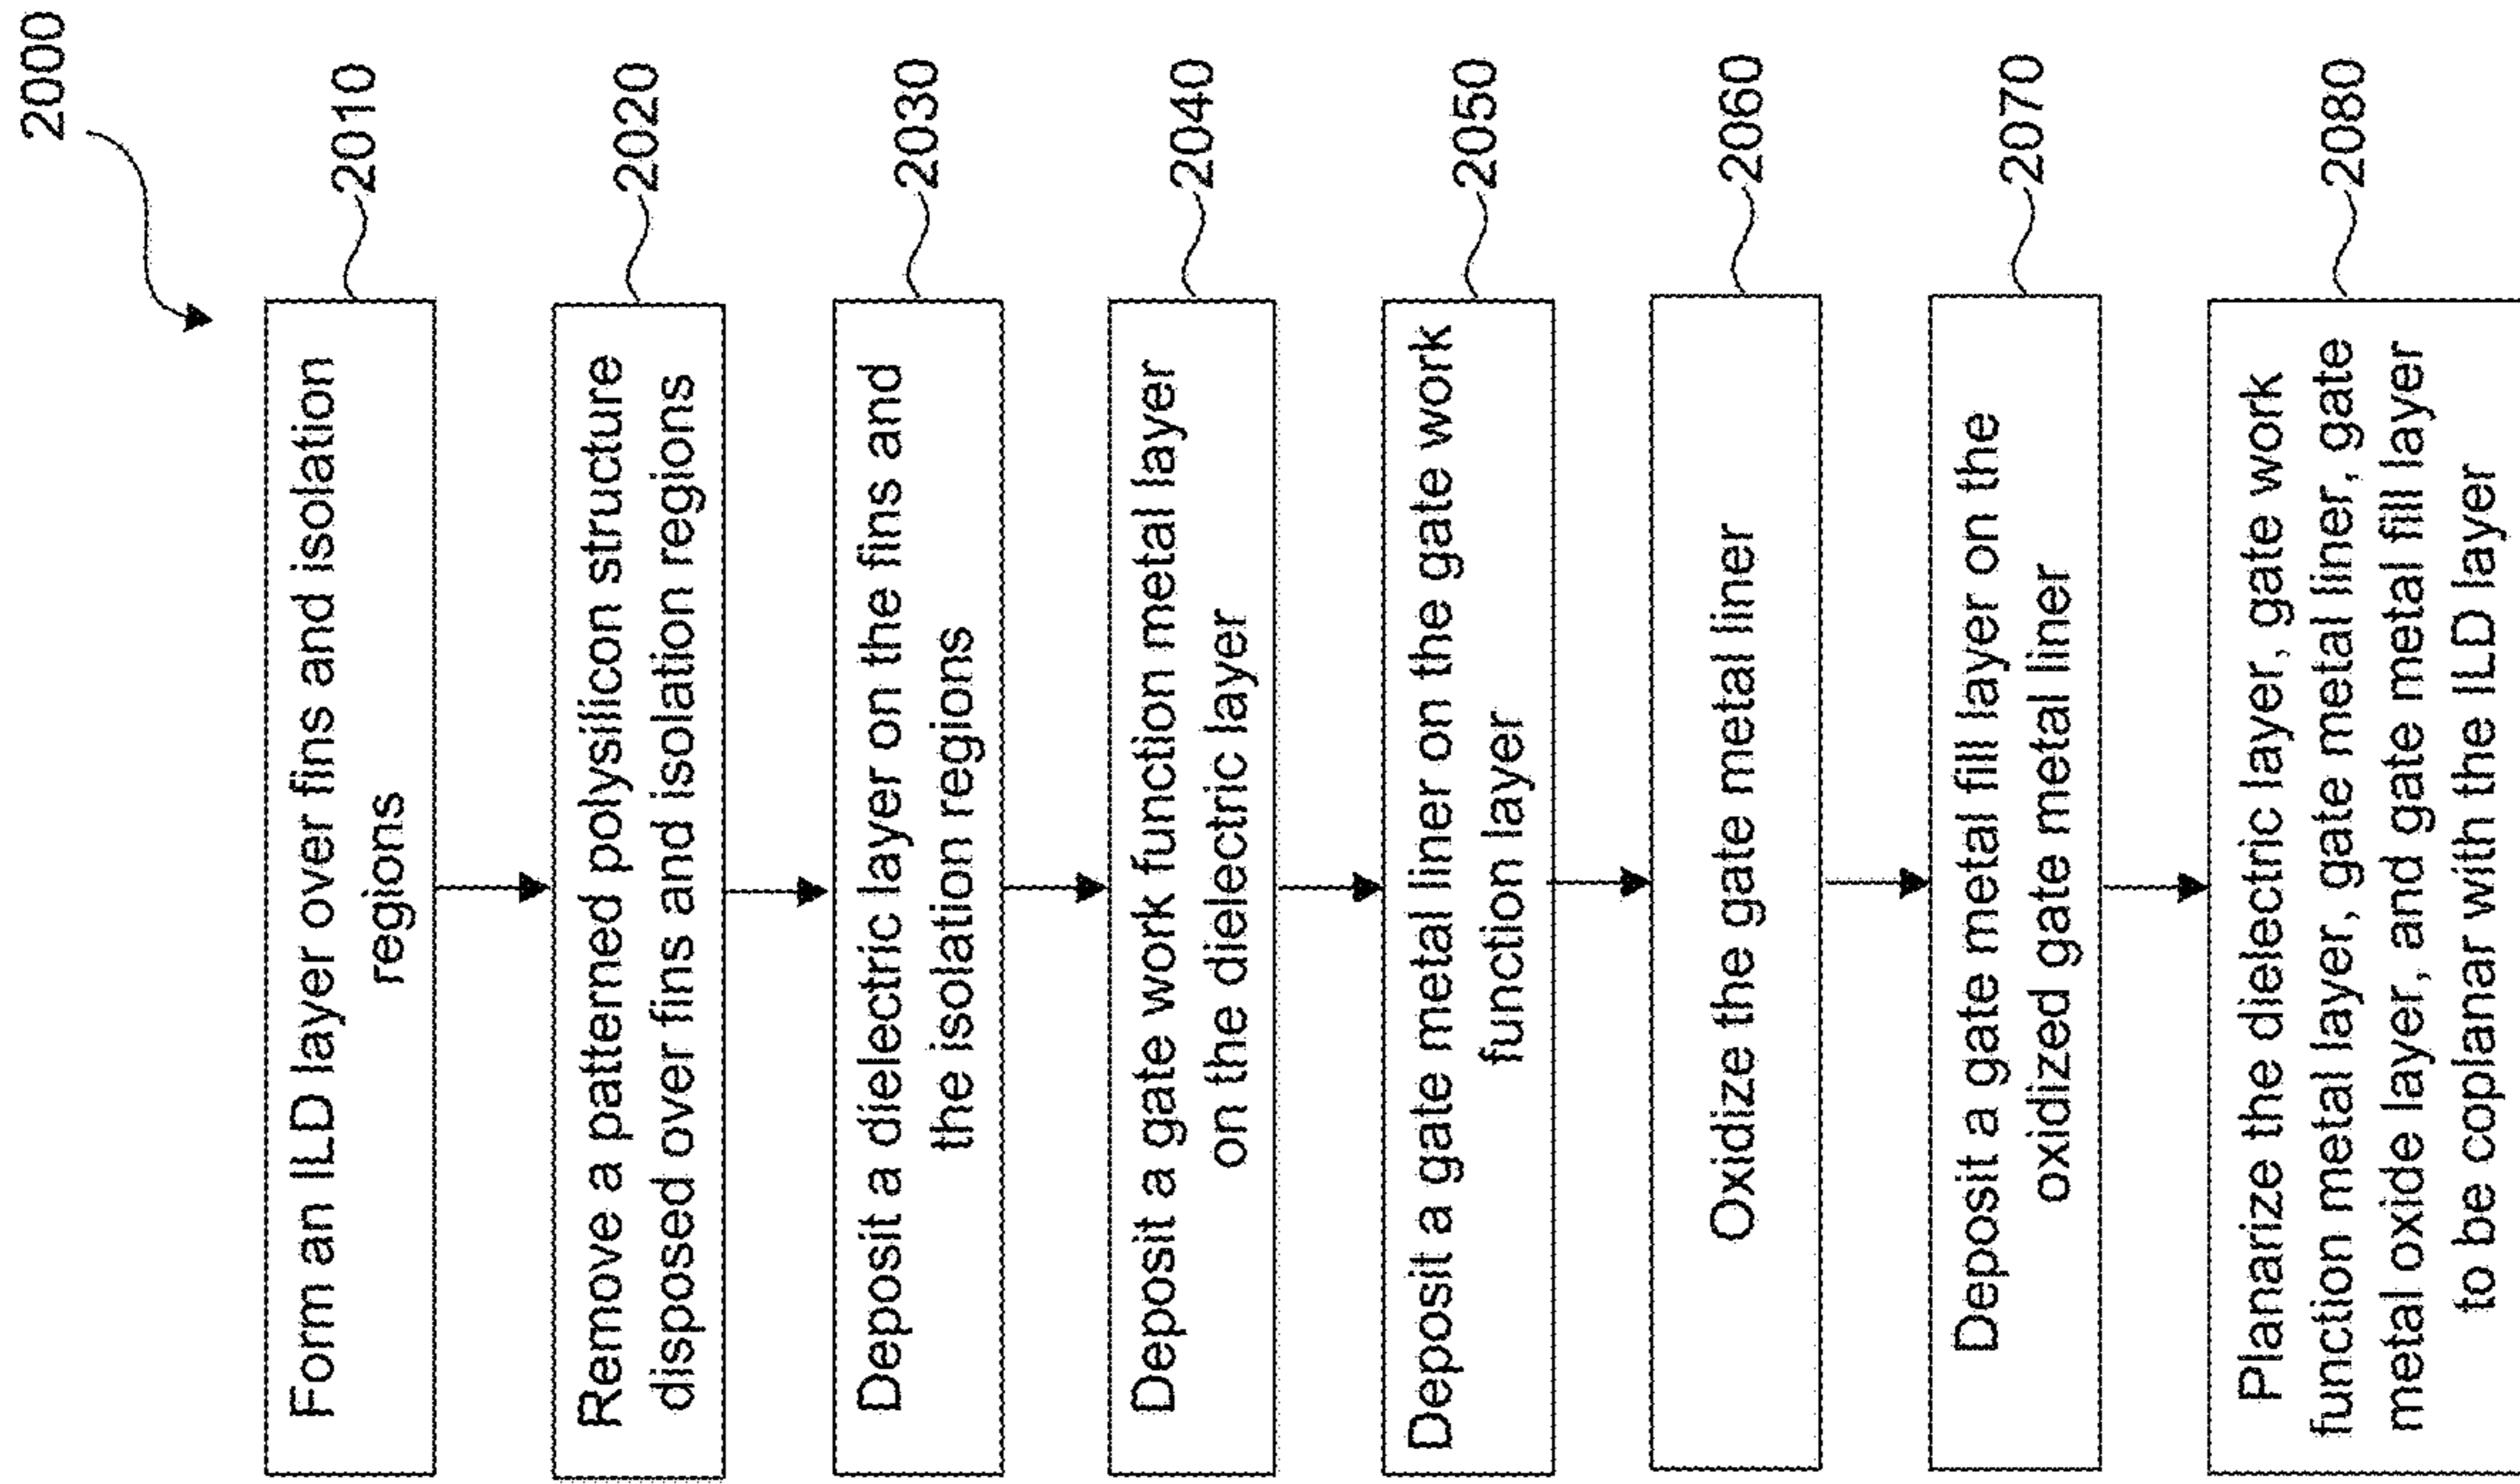 2000
Form an ILD layer over fins and isolation
regions
2010
Remove a patterned polysilicon structure
disposed over fins and isolation regions
2020
Deposit a dielectric layer on the fins and
the isolation regions
2030
Deposit a gate work function metal layer
on the dielectric layer
2040
Deposit a gate metal liner on the gate work
function layer
2050
Oxidize the gate metal liner
2060
Deposit a gate metal fill layer on the
oxidized gate metal liner
2070
Planarize the dielectric layer, gate work
function metal layer, gate metal liner, gate
metal oxide layer, and gate metal fill layer
to be coplanar with the ILD layer
2080